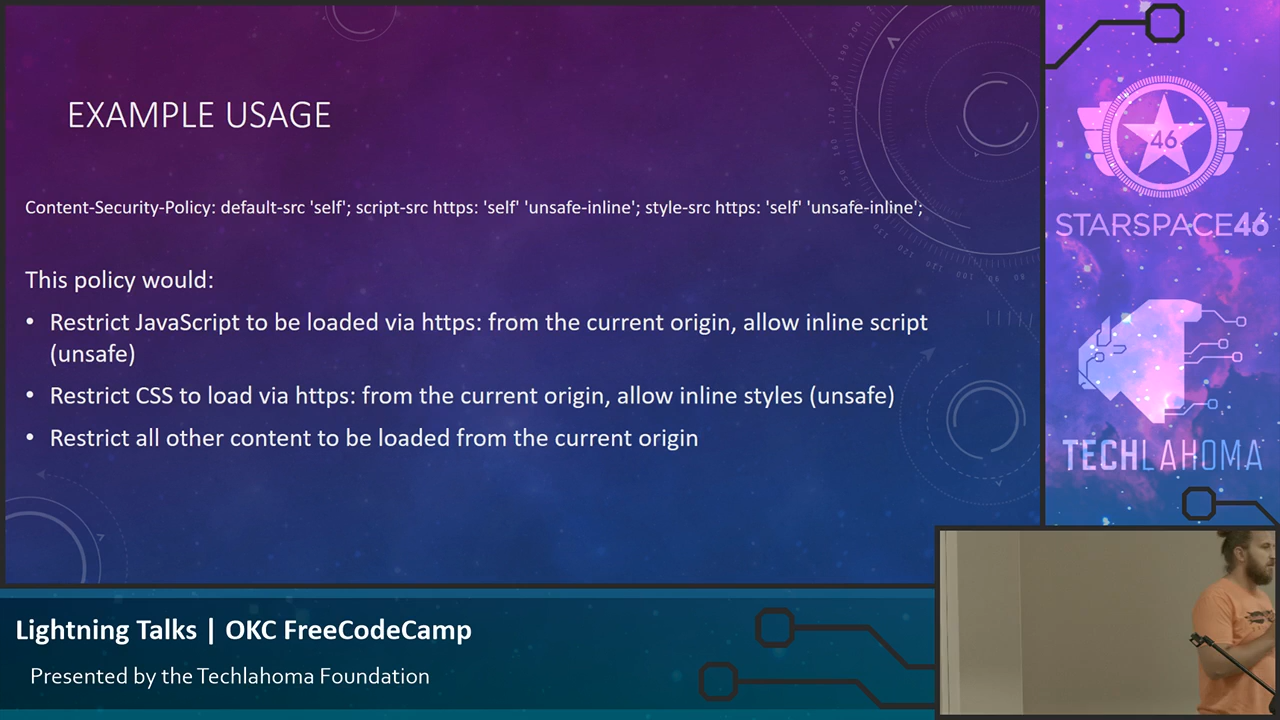 EXAMPLE USAGE
Content-Security-Policy: default-src 'self'; script-src https: 'self' 'unsafe-inline'; style-src https: 'self' 'unsafe-inline';
This policy would:
• Restrict JavaScript to be loaded via https: from the current origin, allow inline script
(unsafe)
• Restrict CSS to load via https: from the current origin, allow inline styles (unsafe)
• Restrict all other content to be loaded from the current origin
46
STARSPACE46
TECHLAHOMA
Lightning Talks | OKC FreeCodeCamp
Presented by the Techlahoma Foundation